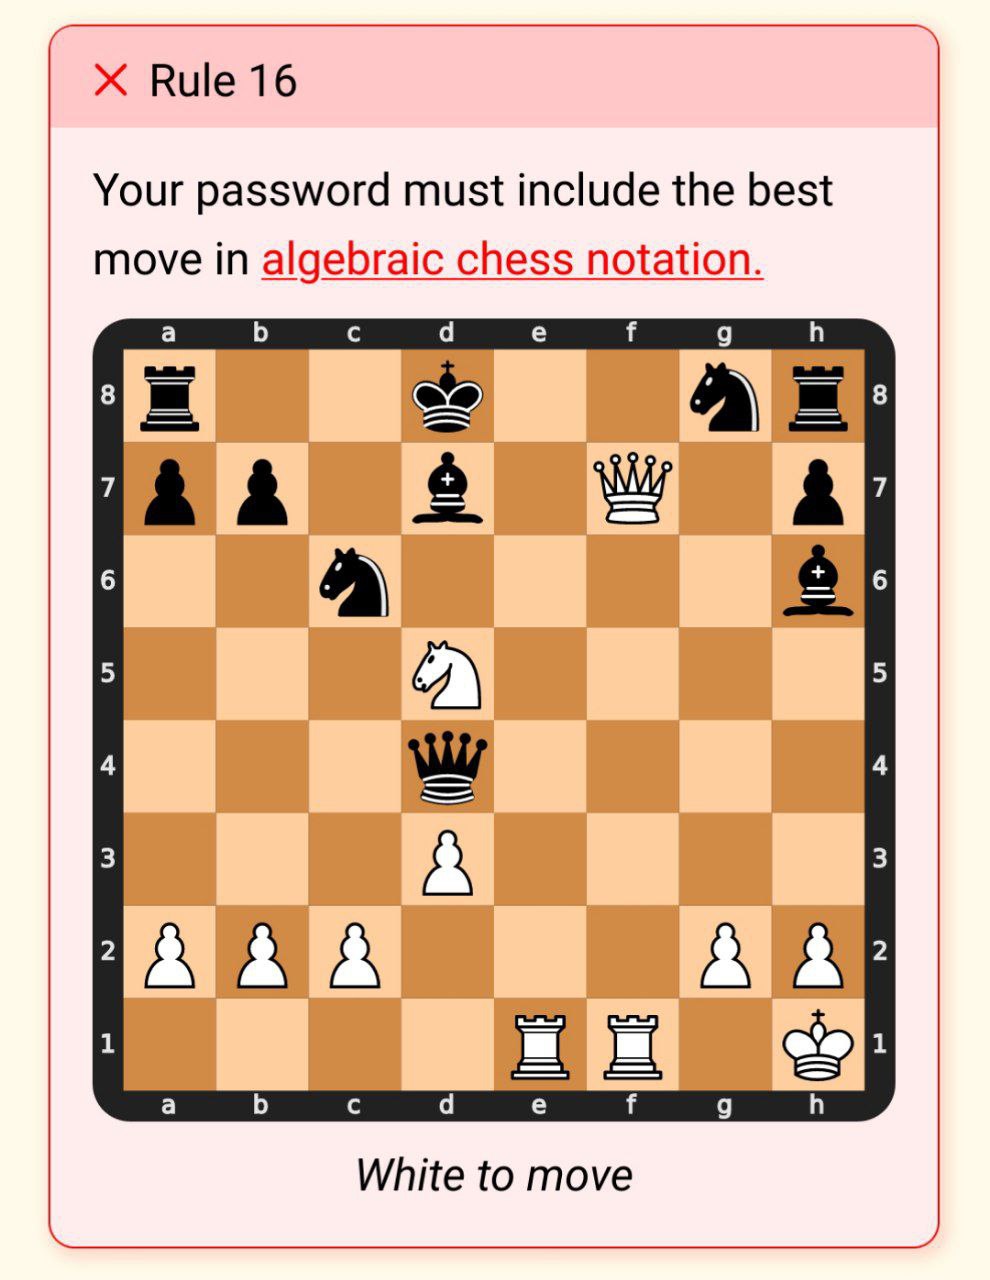 Rule 16
Your password must include the best
move in algebraic chess notation.
a b c d e f g h
8 8
7 7
6 6
5 5
4 4
3 3
2 2
1 1
a b c d e f g h
White to move